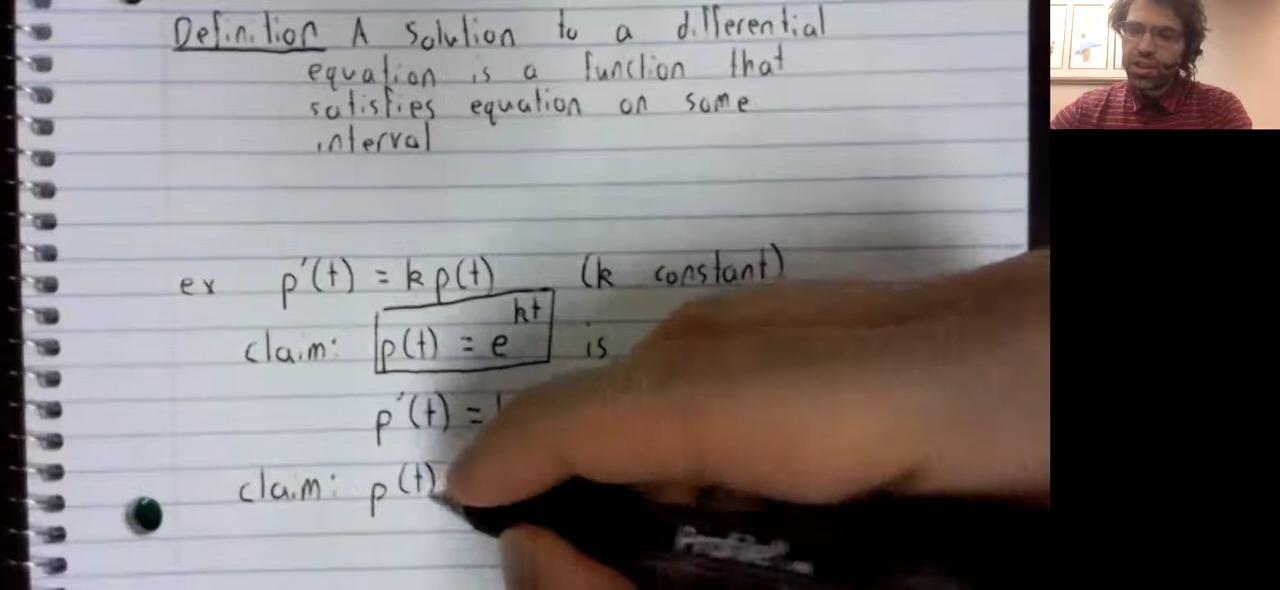 Definition A solution to a differential
equation is a function that
satisfies equation on some
interval
ex p'(t) = k p(t) (k constant)
claim: p(t) = e^{kt} is
p'(t) =
claim: p(t)